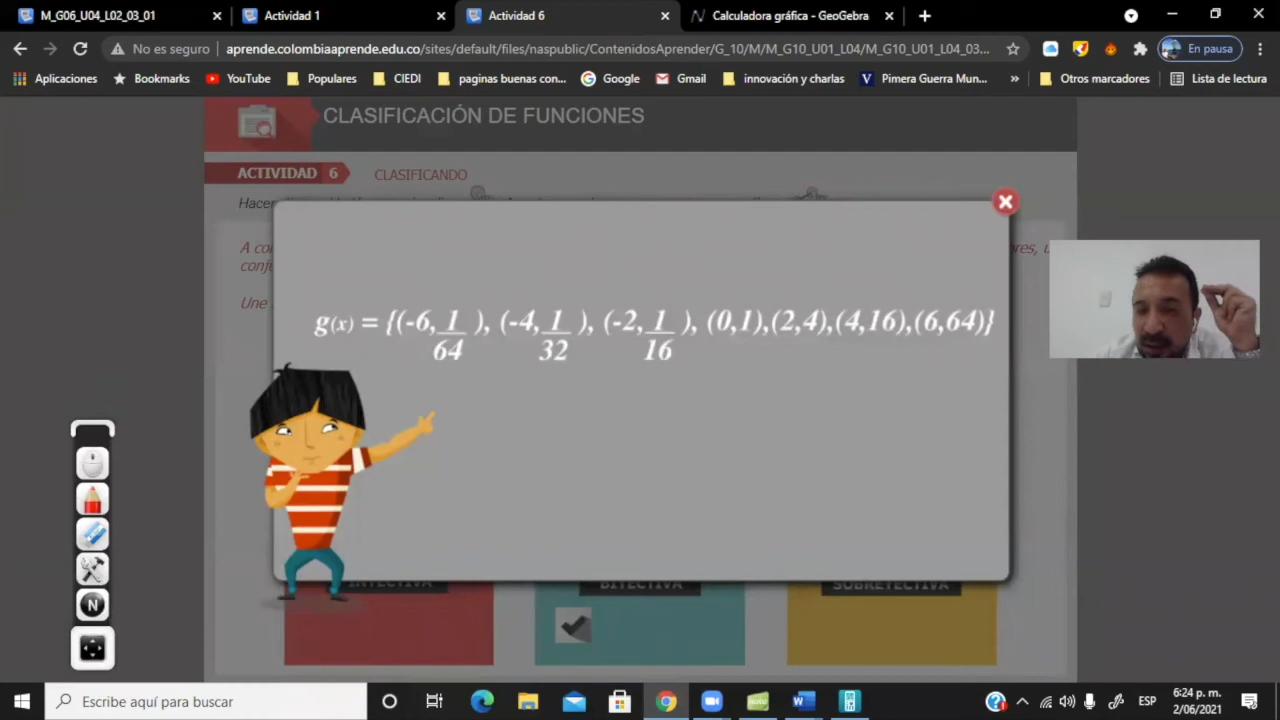 M_G06_U04_L02_03_01
Actividad 1
Actividad 6
Calculadora gráfica - GeoGebra
No es seguro
aprende.colombiaaprende.edu.co/sites/default/files/naspublic/ContenidosAprender/G_10/M/M_G10_U01_L04/M_G10_U01_L04_03...
En pausa
Aplicaciones
Bookmarks
YouTube
Populares
CIEDI
paginas buenas con...
Google
Gmail
innovación y charlas
Pimera Guerra Mun...
»
Otros marcadores
Lista de lectura
CLASIFICACIÓN DE FUNCIONES
ACTIVIDAD 6
CLASIFICANDO
g(x) = {(-6, 1/64 ), (-4, 1/32 ), (-2, 1/16 ), (0,1),(2,4),(4,16),(6,64)}
INYECTIVA
BIYECTIVA
SOBREYECTIVA
N
Escribe aquí para buscar
ESP
6:24 p. m.
2/06/2021